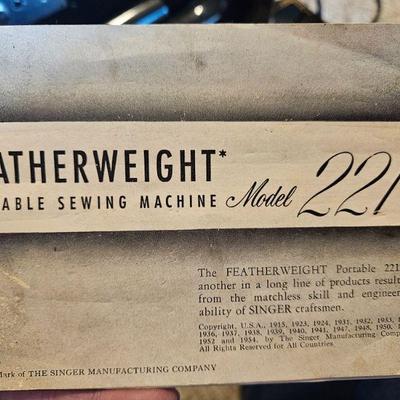 ATHERWEIGHT*
ABLE SEWING MACHINE Model 221
The FEATHERWEIGHT Portable 221
another in a long line of products result
from the matchless skill and engineer
ability of SINGER craftsmen.
Copyright, U.S.A., 1915, 1923, 1924, 1931, 1932, 1933,
1936, 1937, 1938, 1939, 1940, 1941, 1947, 1948, 1950,
1952 and 1954, by The Singer Manufacturing Comp
All Rights Reserved for All Countries
Mark of THE SINGER MANUFACTURING COMPANY